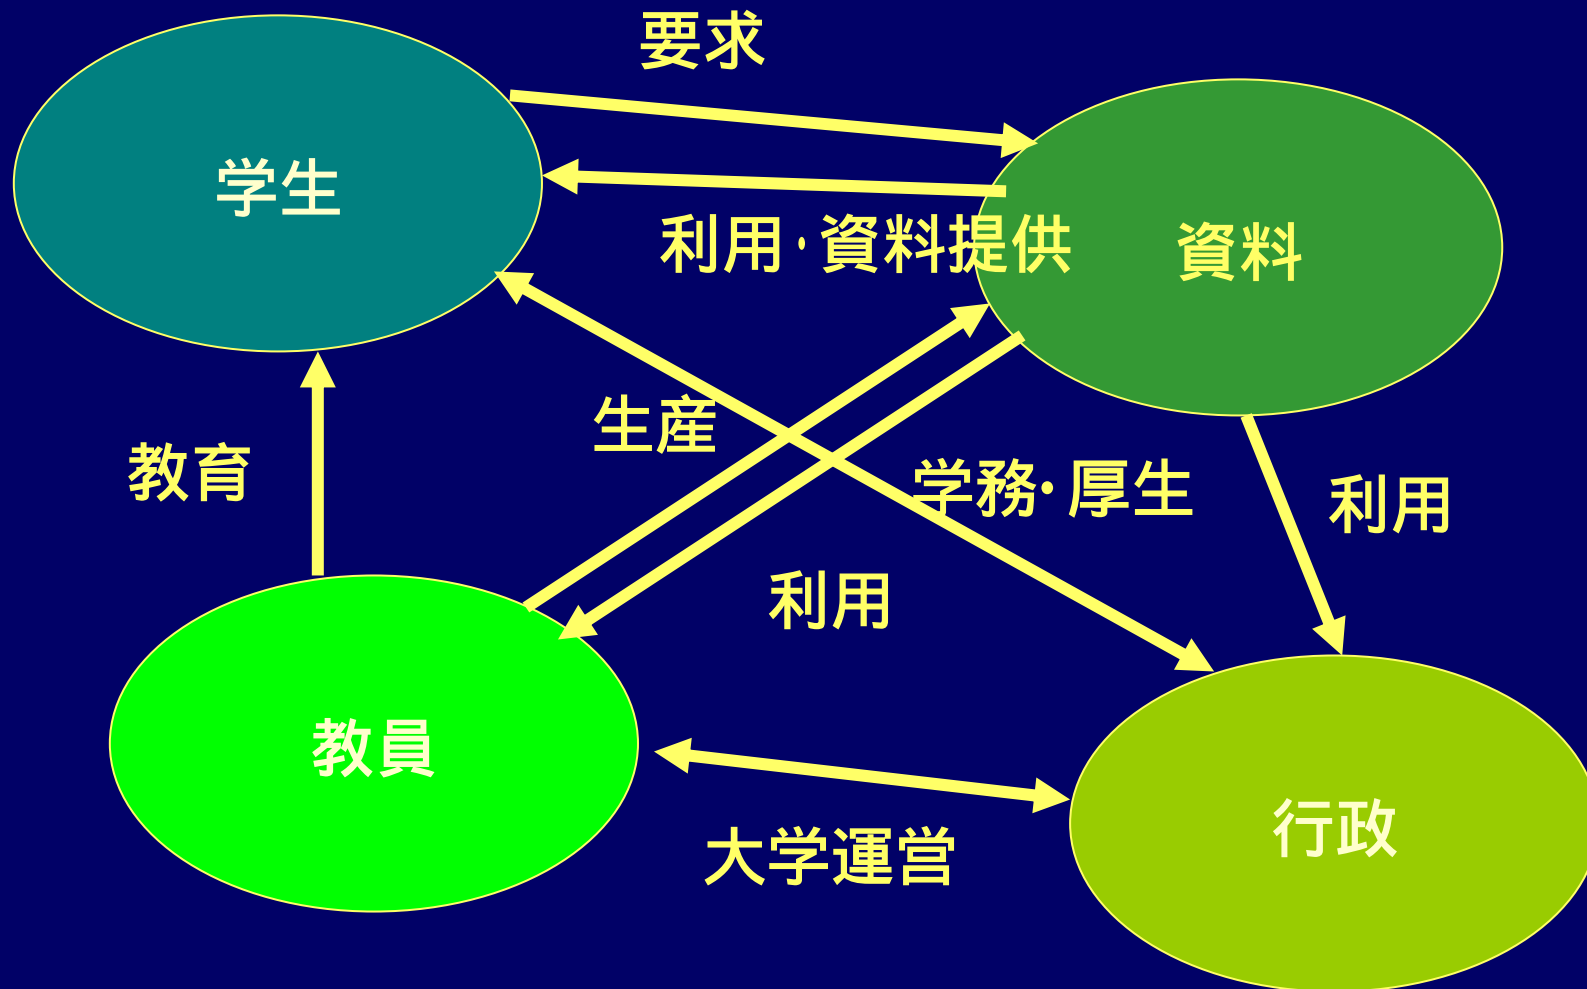 要求
学生
利用・資料提供
資料
生産
教育
学務・厚生
利用
利用
教員
行政
大学運営